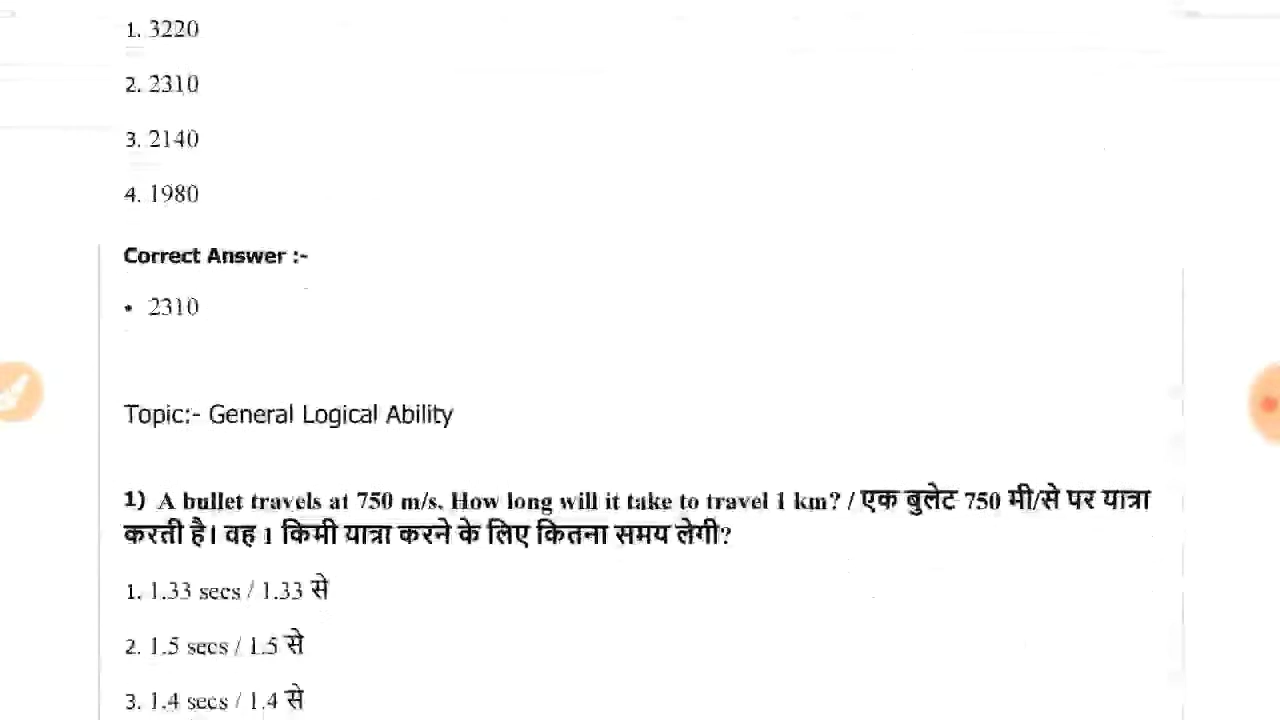 1. 3220
2. 2310
3. 2140
4. 1980
Correct Answer :-
• 2310
Topic:- General Logical Ability
1) A bullet travels at 750 m/s. How long will it take to travel 1 km? / एक बुलेट 750 मी/से पर यात्रा
करती है। वह 1 किमी यात्रा करने के लिए कितना समय लेगी?
1. 1.33 secs / 1.33 से
2. 1.5 secs / 1.5 से
3. 1.4 secs / 1.4 से